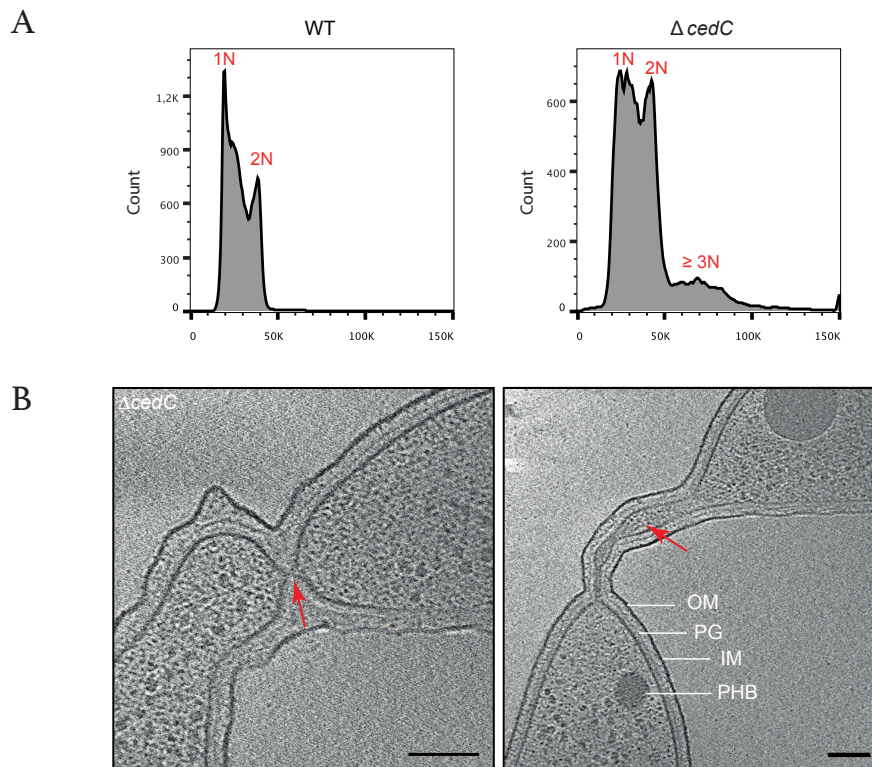 A
WT
Δ cedC
1N
2N
1N
2N
≥ 3N
Count
1,2K
900
600
300
0
0
50K
100K
150K
Count
600
400
200
0
0
50K
100K
150K
B
ΔcedC
OM
PG
IM
PHB